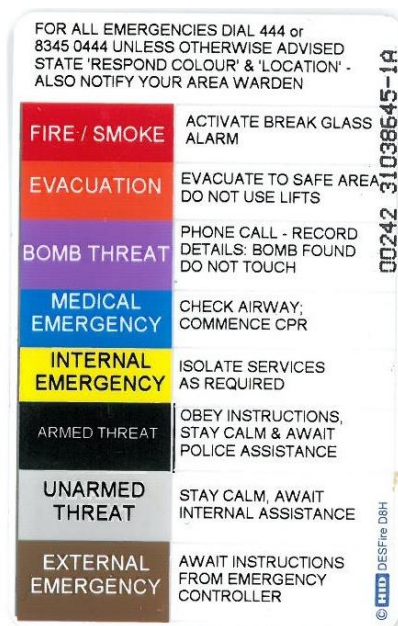 FOR ALL EMERGENCIES DIAL 444 or
8345 0444 UNLESS OTHERWISE ADVISED
STATE 'RESPOND COLOUR' & 'LOCATION' -
ALSO NOTIFY YOUR AREA WARDEN
FIRE / SMOKE
ACTIVATE BREAK GLASS
ALARM
EVACUATION
EVACUATE TO SAFE AREA
DO NOT USE LIFTS
BOMB THREAT
PHONE CALL - RECORD
DETAILS: BOMB FOUND
DO NOT TOUCH
MEDICAL
EMERGENCY
CHECK AIRWAY;
COMMENCE CPR
INTERNAL
EMERGENCY
ISOLATE SERVICES
AS REQUIRED
ARMED THREAT
OBEY INSTRUCTIONS,
STAY CALM & AWAIT
POLICE ASSISTANCE
UNARMED
THREAT
STAY CALM, AWAIT
INTERNAL ASSISTANCE
EXTERNAL
EMERGENCY
AWAIT INSTRUCTIONS
FROM EMERGENCY
CONTROLLER
00242 31038645-1A
© HID DESFire D8H